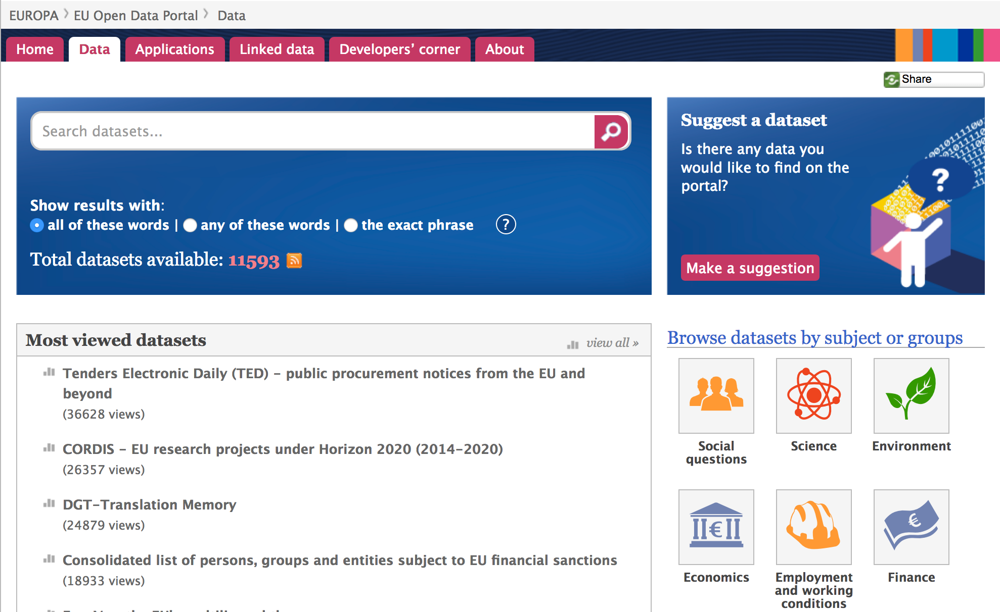 EUROPA > EU Open Data Portal > Data
Home Data Applications Linked data Developers’ corner About
Share
Search datasets...
Show results with:
all of these words | any of these words | the exact phrase ?
Total datasets available: 11593
Suggest a dataset
Is there any data you
would like to find on the
portal?
?
Make a suggestion
Most viewed datasets
view all »
Tenders Electronic Daily (TED) – public procurement notices from the EU and
beyond
(36628 views)
CORDIS – EU research projects under Horizon 2020 (2014–2020)
(26357 views)
DGT–Translation Memory
(24879 views)
Consolidated list of persons, groups and entities subject to EU financial sanctions
(18933 views)
Browse datasets by subject or groups
Social
questions
Science
Environment
€
€
Economics
Employment
and working
conditions
Finance